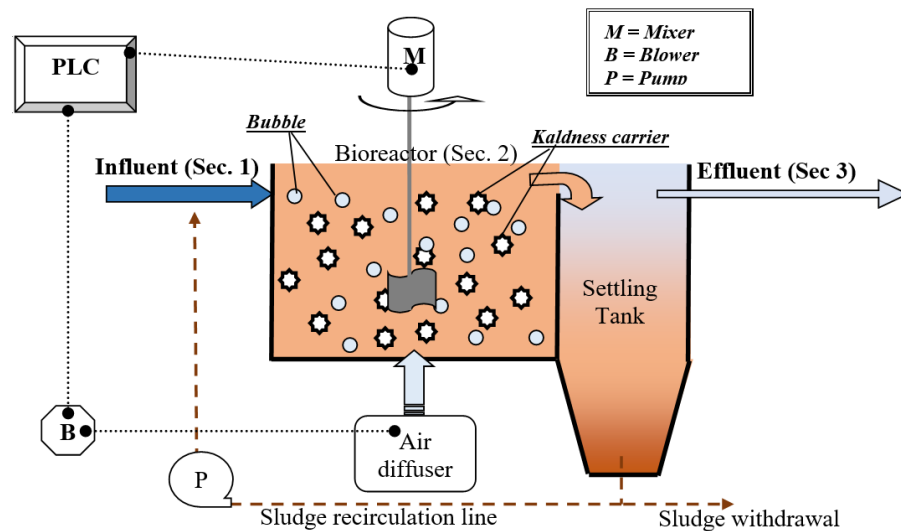 PLC
M
M = Mixer
B = Blower
P = Pump
Bubble
Kaldness carrier
Bioreactor (Sec. 2)
Influent (Sec. 1)
Effluent (Sec 3)
Settling
Tank
B
Air
diffuser
P
Sludge recirculation line
Sludge withdrawal